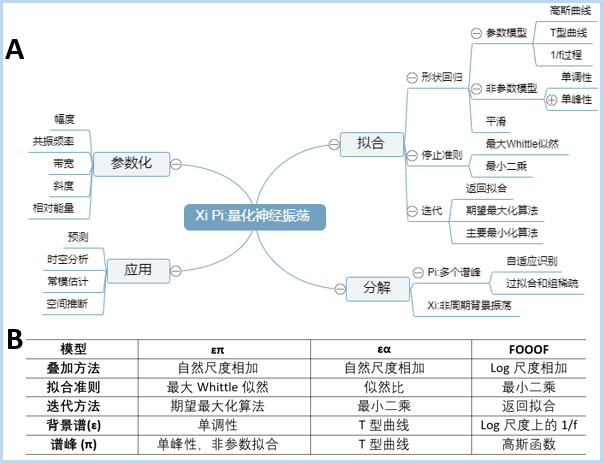 A
Xi Pi:量化神经振荡
参数化
幅度
共振频率
带宽
斜度
相对能量
应用
预测
时空分析
常模估计
空间推断
拟合
形状回归
参数模型
高斯曲线
T型曲线
1/f过程
非参数模型
单调性
单峰性
平滑
停止准则
最大Whittle似然
最小二乘
迭代
返回拟合
期望最大化算法
主要最小化算法
分解
Pi:多个谱峰
自适应识别
过拟合和组稀疏
Xi:非周期背景振荡
B
模型 επ εα FOOOF
叠加方法 自然尺度相加 自然尺度相加 Log 尺度相加
拟合准则 最大 Whittle 似然 似然比 最小二乘
迭代方法 期望最大化算法 最小二乘 返回拟合
背景谱(ε) 单调性 T 型曲线 Log 尺度上的 1/f
谱峰 (π) 单峰性，非参数拟合 T 型曲线 高斯函数